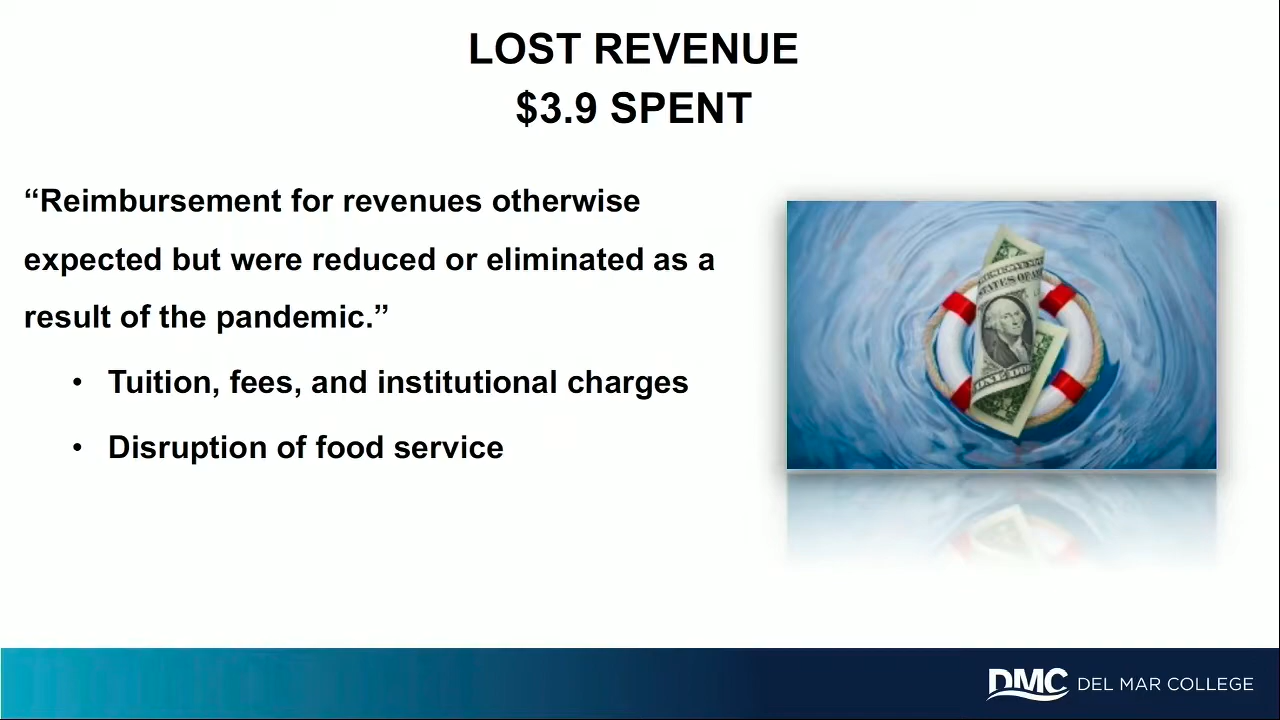 LOST REVENUE
$3.9 SPENT
“Reimbursement for revenues otherwise
expected but were reduced or eliminated as a
result of the pandemic.”
• Tuition, fees, and institutional charges
• Disruption of food service
DMC DEL MAR COLLEGE